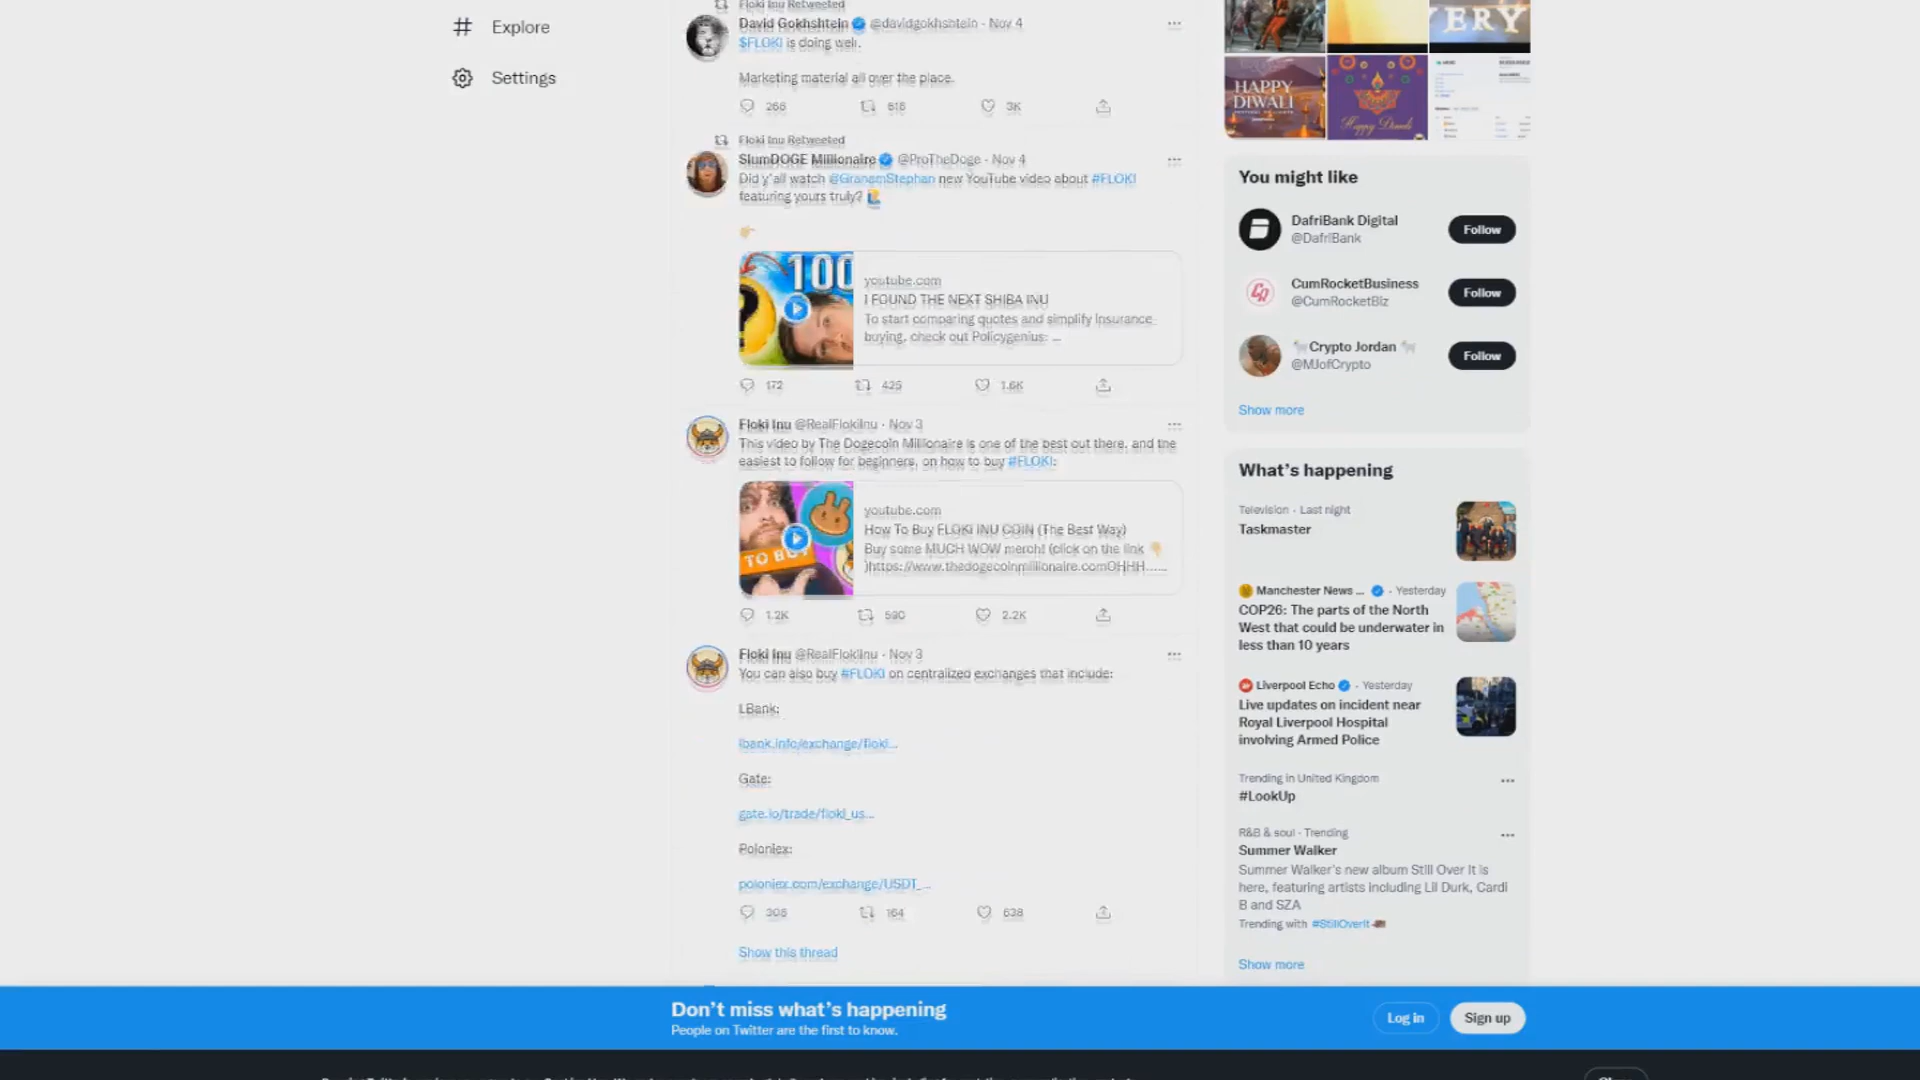 Explore
Settings
Floki Inu Retweeted
David Gokhshtein @davidgokhshtein · Nov 4
$FLOKI is doing well.
Marketing material all over the place.
266 616 3K
Floki Inu Retweeted
SlumDOGE Millionaire @ProTheDoge · Nov 4
Did y'all watch @GrahamStephan new YouTube video about #FLOKI
featuring yours truly?
100
youtube.com
I FOUND THE NEXT SHIBA INU
To start comparing quotes and simplify insurance
buying, check out Policygenius: ...
172 425 1.6K
Floki Inu @RealFlokiInu · Nov 3
This video by The Dogecoin Millionaire is one of the best out there, and the
easiest to follow for beginners, on how to buy #FLOKI:
TO BUY
youtube.com
How To Buy FLOKI INU COIN (The Best Way)
Buy some MUCH WOW merch! (click on the link
)https://www.thedogecoinmillionaire.comOHHH......
1.2K 590 2.2K
Floki Inu @RealFlokiInu · Nov 3
You can also buy #FLOKI on centralized exchanges that include:
LBank:
lbank.info/exchange/floki...
Gate:
gate.io/trade/floki_us...
Poloniex:
poloniex.com/exchange/USDT_...
305 164 638
Show this thread
VERY
HAPPY
DIWALI
Happy Diwali
You might like
DafriBank Digital
@DafriBank
Follow
CumRocketBusiness
@CumRocketBiz
Follow
Crypto Jordan
@MJofCrypto
Follow
Show more
What's happening
Television · Last night
Taskmaster
Manchester News ... · Yesterday
COP26: The parts of the North
West that could be underwater in
less than 10 years
Liverpool Echo · Yesterday
Live updates on incident near
Royal Liverpool Hospital
involving Armed Police
Trending in United Kingdom
#LookUp
R&B & soul · Trending
Summer Walker
Summer Walker's new album Still Over It is
here, featuring artists including Lil Durk, Cardi
B and SZA
Trending with #StillOverIt
Show more
Don't miss what's happening
People on Twitter are the first to know.
Log in
Sign up